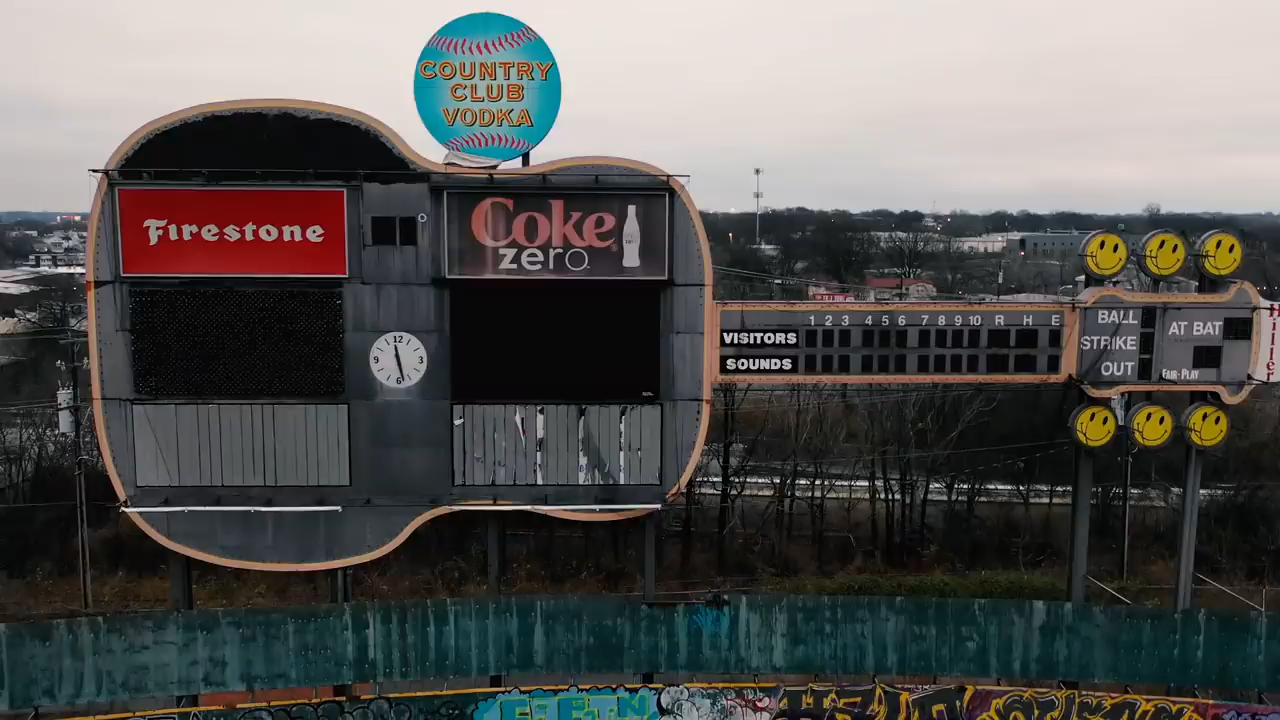 COUNTRY
CLUB
VODKA
Firestone
Coke
zero
12
9 3
6
1 2 3 4 5 6 7 8 9 10 R H E
VISITORS
SOUNDS
BALL
STRIKE
OUT
AT BAT
FAIR-PLAY
Hiller